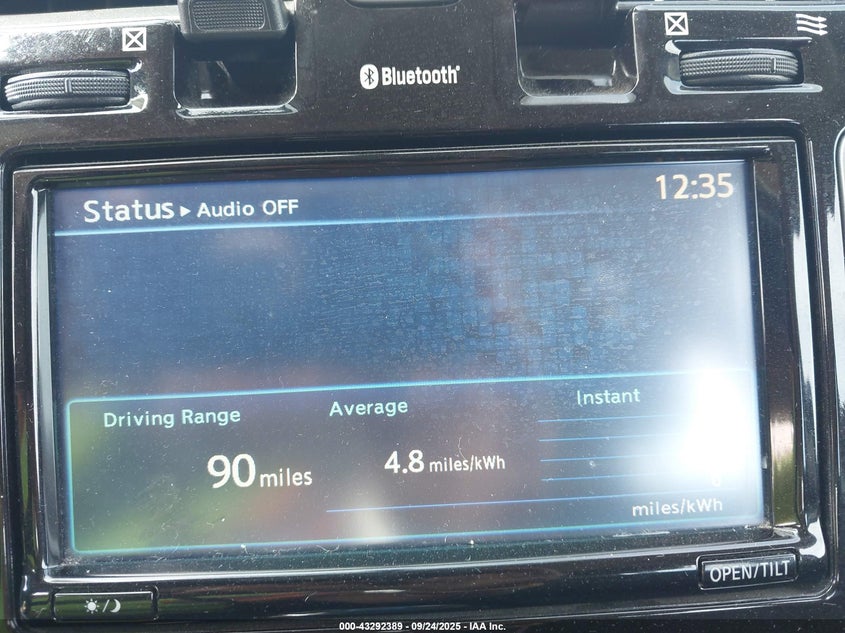 Bluetooth®
Status ▸ Audio OFF
12:35
Driving Range
Average
Instant
90 miles
4.8 miles/kWh
0
miles/kWh
OPEN/TILT
000-43292389 - 09/24/2025 - IAA Inc.